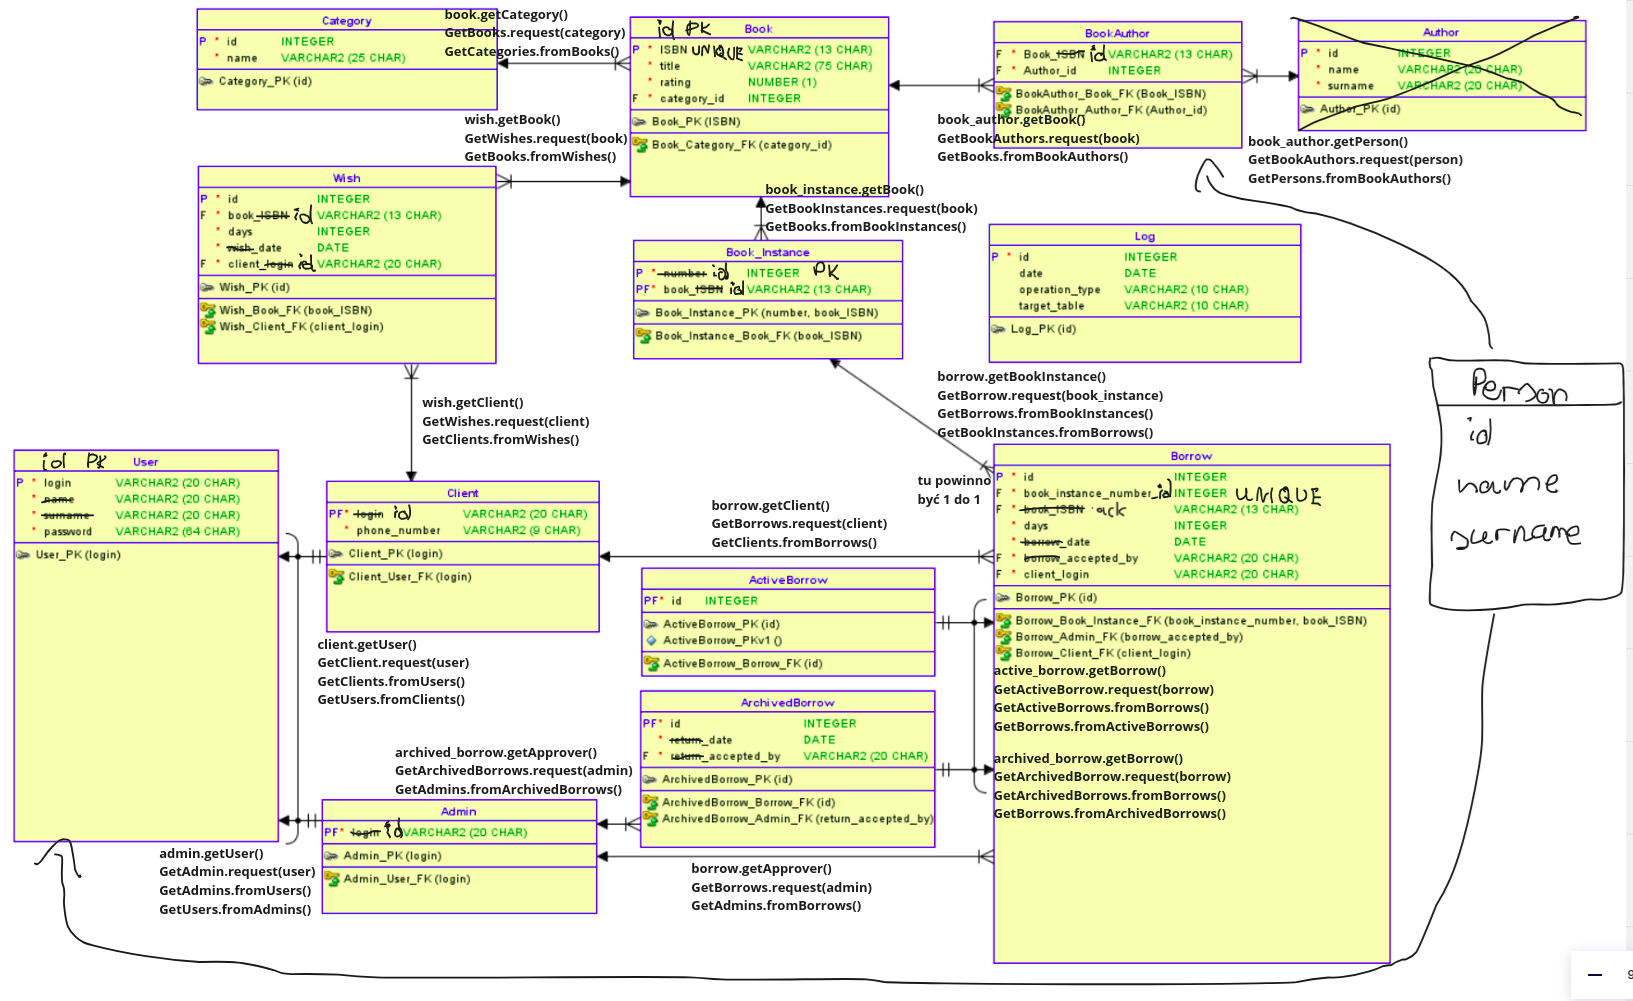 Category
P * id INTEGER
* name VARCHAR2 (25 CHAR)
Category_PK (id)
book.getCategory()
GetBooks.request(category)
GetCategories.fromBooks()
id PK Book
P * ISBN UNIQUE VARCHAR2 (13 CHAR)
* title VARCHAR2 (75 CHAR)
* rating NUMBER (1)
F * category_id INTEGER
Book_PK (ISBN)
Book_Category_FK (category_id)
BookAuthor
F * Book_ISBN id VARCHAR2 (13 CHAR)
F * Author_id INTEGER
BookAuthor_Book_FK (Book_ISBN)
BookAuthor_Author_FK (Author_id)
Author
P * id INTEGER
* name VARCHAR2 (20 CHAR)
* surname VARCHAR2 (20 CHAR)
Author_PK (id)
wish.getBook()
GetWishes.request(book)
GetBooks.fromWishes()
book_author.getBook()
GetBookAuthors.request(book)
GetBooks.fromBookAuthors()
book_author.getPerson()
GetBookAuthors.request(person)
GetPersons.fromBookAuthors()
Wish
P * id INTEGER
F * book_ISBN id VARCHAR2 (13 CHAR)
* days INTEGER
* wish_date DATE
F * client_login id VARCHAR2 (20 CHAR)
Wish_PK (id)
Wish_Book_FK (book_ISBN)
Wish_Client_FK (client_login)
book_instance.getBook()
GetBookInstances.request(book)
GetBooks.fromBookInstances()
Book_Instance
P * number id INTEGER PK
PF* book_ISBN id VARCHAR2 (13 CHAR)
Book_Instance_PK (number, book_ISBN)
Book_Instance_Book_FK (book_ISBN)
Log
P * id INTEGER
date DATE
operation_type VARCHAR2 (10 CHAR)
target_table VARCHAR2 (10 CHAR)
Log_PK (id)
Person
id
name
surname
wish.getClient()
GetWishes.request(client)
GetClients.fromWishes()
borrow.getBookInstance()
GetBorrow.request(book_instance)
GetBorrows.fromBookInstances()
GetBookInstances.fromBorrows()
tu powinno
być 1 do 1
id PK User
P * login VARCHAR2 (20 CHAR)
* name VARCHAR2 (20 CHAR)
* surname VARCHAR2 (20 CHAR)
* password VARCHAR2 (64 CHAR)
User_PK (login)
Client
PF* login id VARCHAR2 (20 CHAR)
* phone_number VARCHAR2 (9 CHAR)
Client_PK (login)
Client_User_FK (login)
borrow.getClient()
GetBorrows.request(client)
GetClients.fromBorrows()
Borrow
P * id INTEGER
F * book_instance_number_id INTEGER UNIQUE
F * book_ISBN VARCHAR2 (13 CHAR)
* days INTEGER
* borrow_date DATE
F * borrow_accepted_by VARCHAR2 (20 CHAR)
F * client_login VARCHAR2 (20 CHAR)
Borrow_PK (id)
Borrow_Book_Instance_FK (book_instance_number, book_ISBN)
Borrow_Admin_FK (borrow_accepted_by)
Borrow_Client_FK (client_login)
ActiveBorrow
PF* id INTEGER
ActiveBorrow_PK (id)
ActiveBorrow_PKv1 ()
ActiveBorrow_Borrow_FK (id)
active_borrow.getBorrow()
GetActiveBorrow.request(borrow)
GetActiveBorrows.fromBorrows()
GetBorrows.fromActiveBorrows()
client.getUser()
GetClient.request(user)
GetClients.fromUsers()
GetUsers.fromClients()
ArchivedBorrow
PF* id INTEGER
* return_date DATE
F * return_accepted_by VARCHAR2 (20 CHAR)
ArchivedBorrow_PK (id)
ArchivedBorrow_Borrow_FK (id)
ArchivedBorrow_Admin_FK (return_accepted_by)
archived_borrow.getBorrow()
GetArchivedBorrow.request(borrow)
GetArchivedBorrows.fromBorrows()
GetBorrows.fromArchivedBorrows()
archived_borrow.getApprover()
GetArchivedBorrows.request(admin)
GetAdmins.fromArchivedBorrows()
Admin
PF* login id VARCHAR2 (20 CHAR)
Admin_PK (login)
Admin_User_FK (login)
admin.getUser()
GetAdmin.request(user)
GetAdmins.fromUsers()
GetUsers.fromAdmins()
borrow.getApprover()
GetBorrows.request(admin)
GetAdmins.fromBorrows()